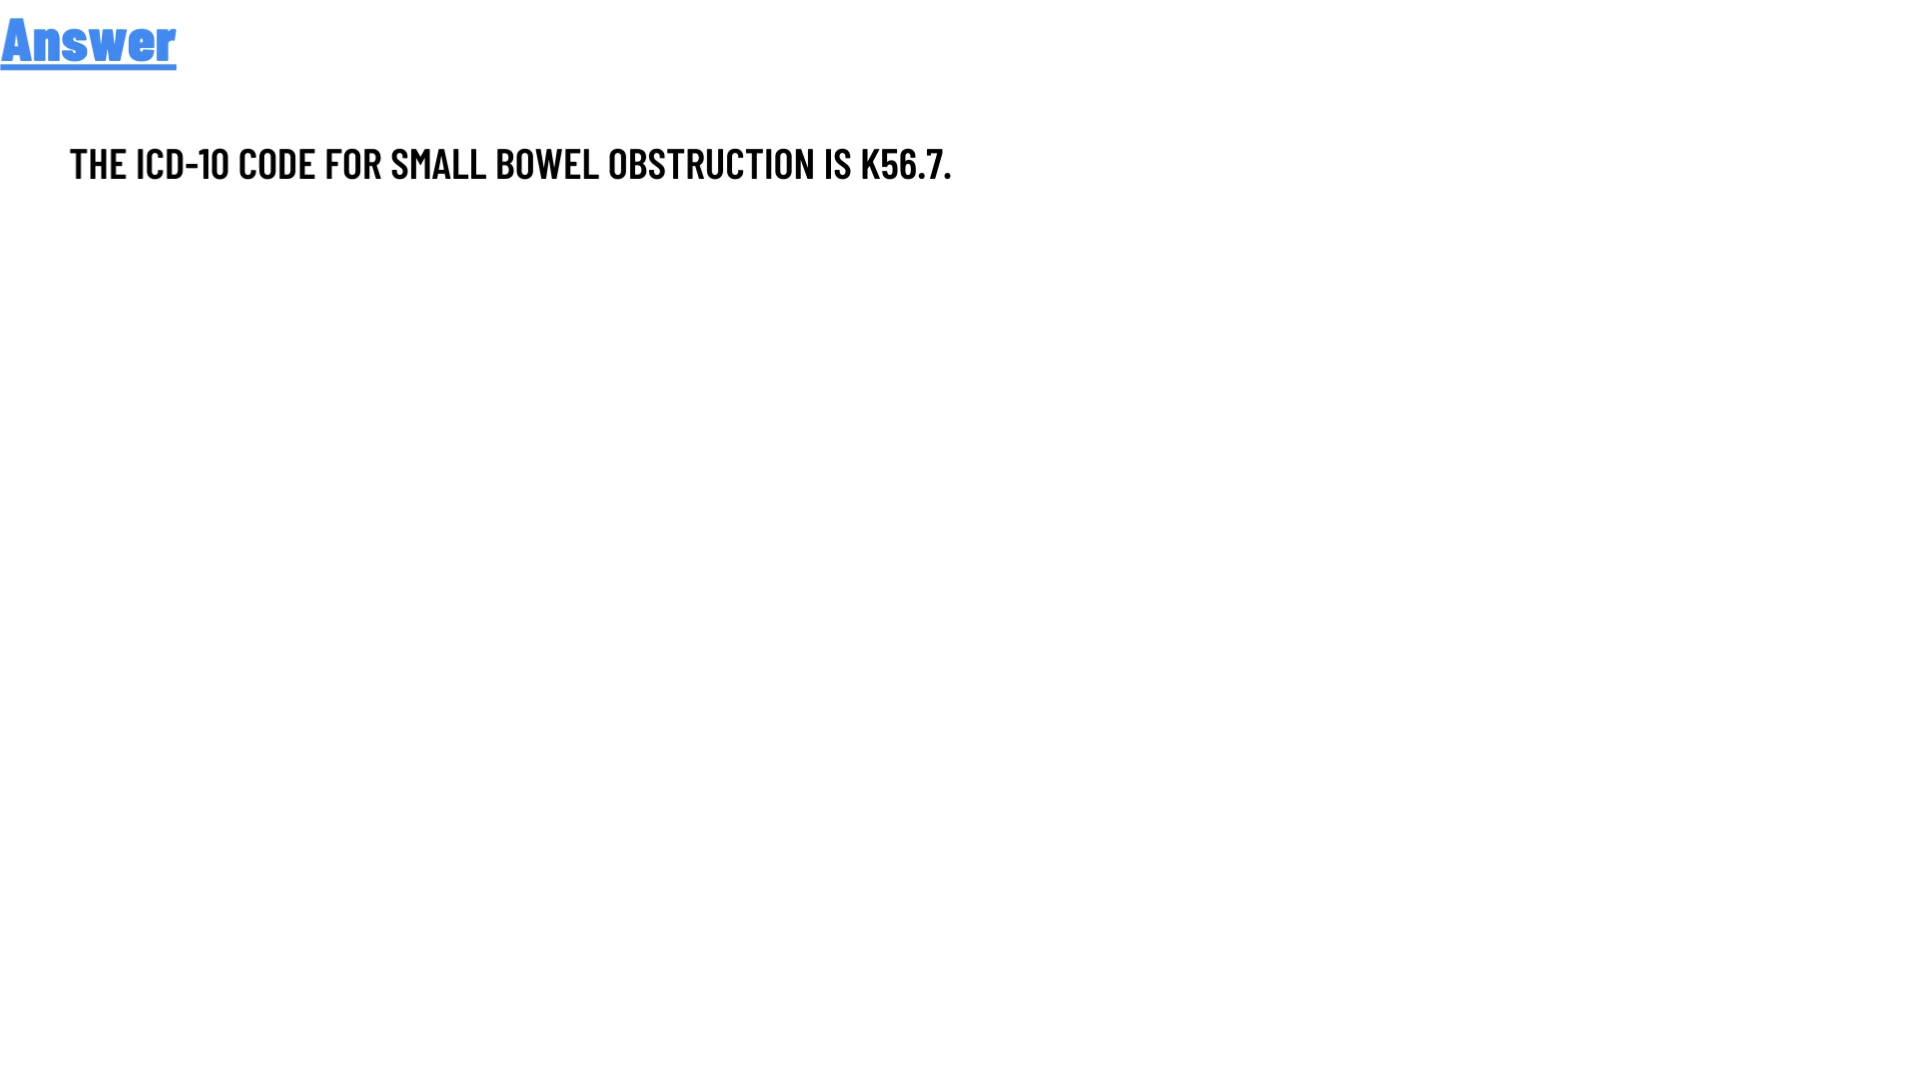 Answer
THE ICD-10 CODE FOR SMALL BOWEL OBSTRUCTION IS K56.7.